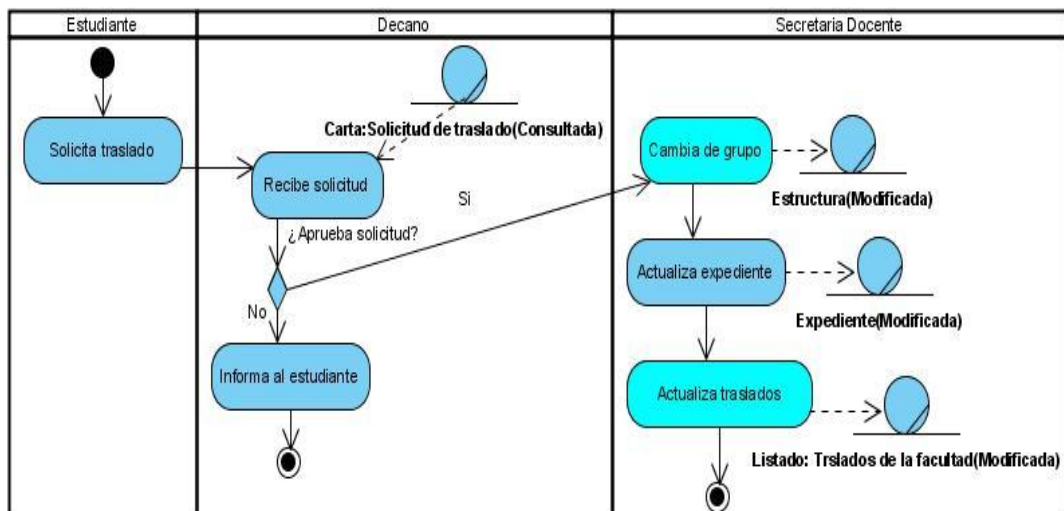 Estudiante
Decano
Secretaria Docente
Solicita traslado
Carta:Solicitud de traslado(Consultada)
Recibe solicitud
¿Aprueba solicitud?
Si
No
Informa al estudiante
Cambia de grupo
Estructura(Modificada)
Actualiza expediente
Expediente(Modificada)
Actualiza traslados
Listado: Trslados de la facultad(Modificada)